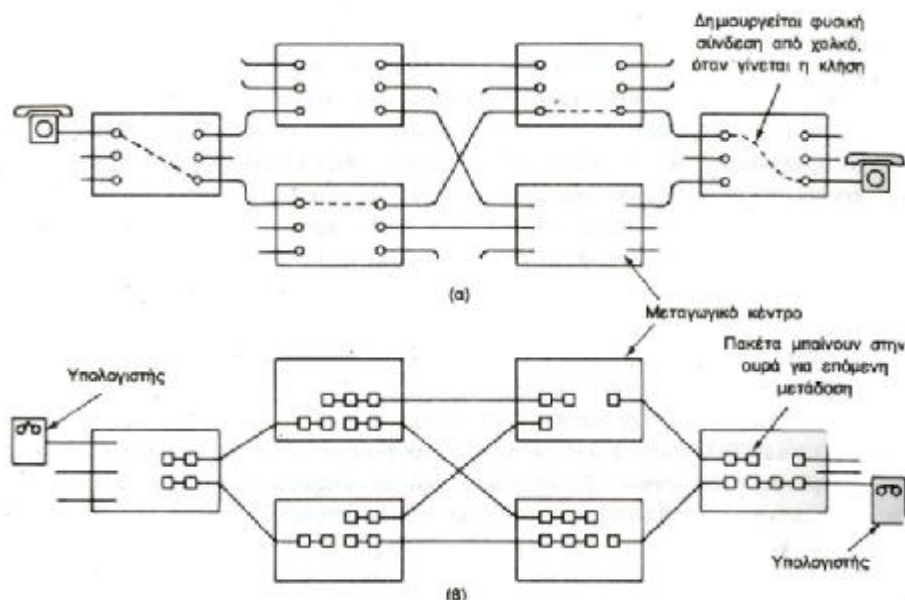 Δημιουργείται φυσική
σύνδεση από χαλκό,
όταν γίνεται η κλήση
(α)
Μεταγωγικό κέντρο
Πακέτα μπαίνουν στην
ουρά για επόμενη
μετάδοση
Υπολογιστής
Υπολογιστής
(β)